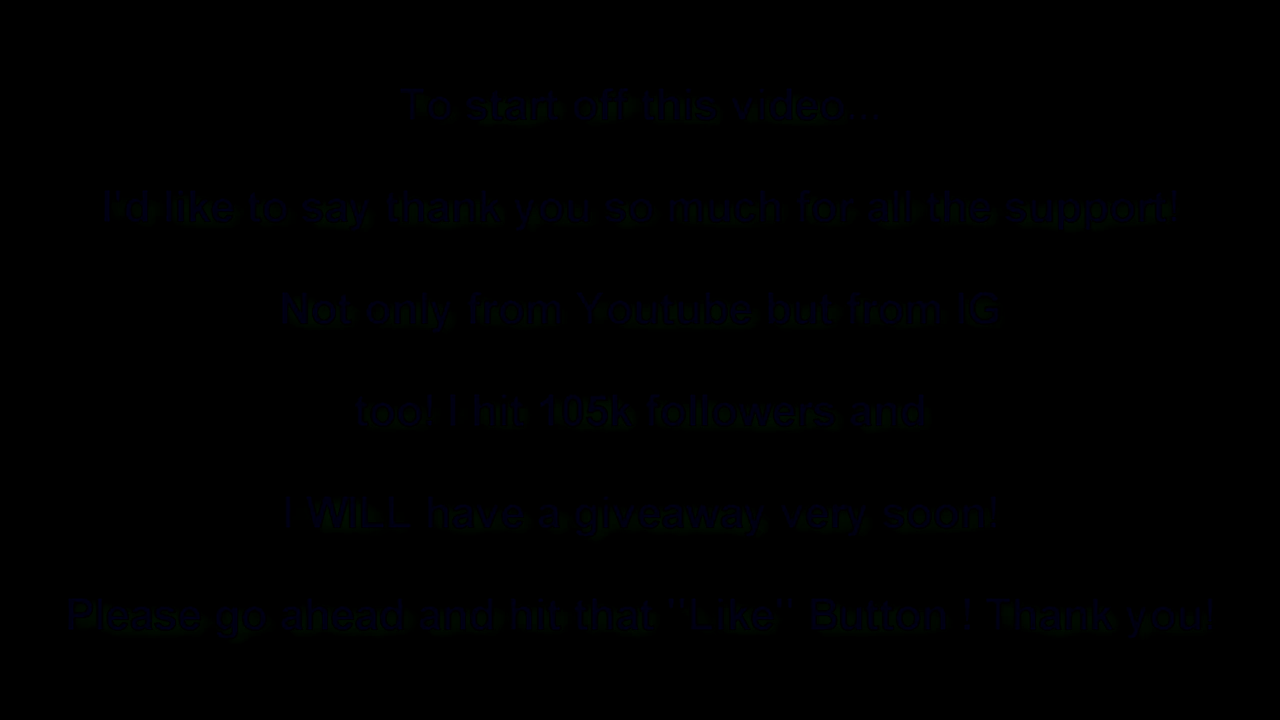 To start off this video...
I'd like to say thank you so much for all the support!
Not only from Youtube but from IG
too! I hit 105k followers and
I WILL have a giveaway very soon!
Please go ahead and hit that "Like" Button ! Thank you!